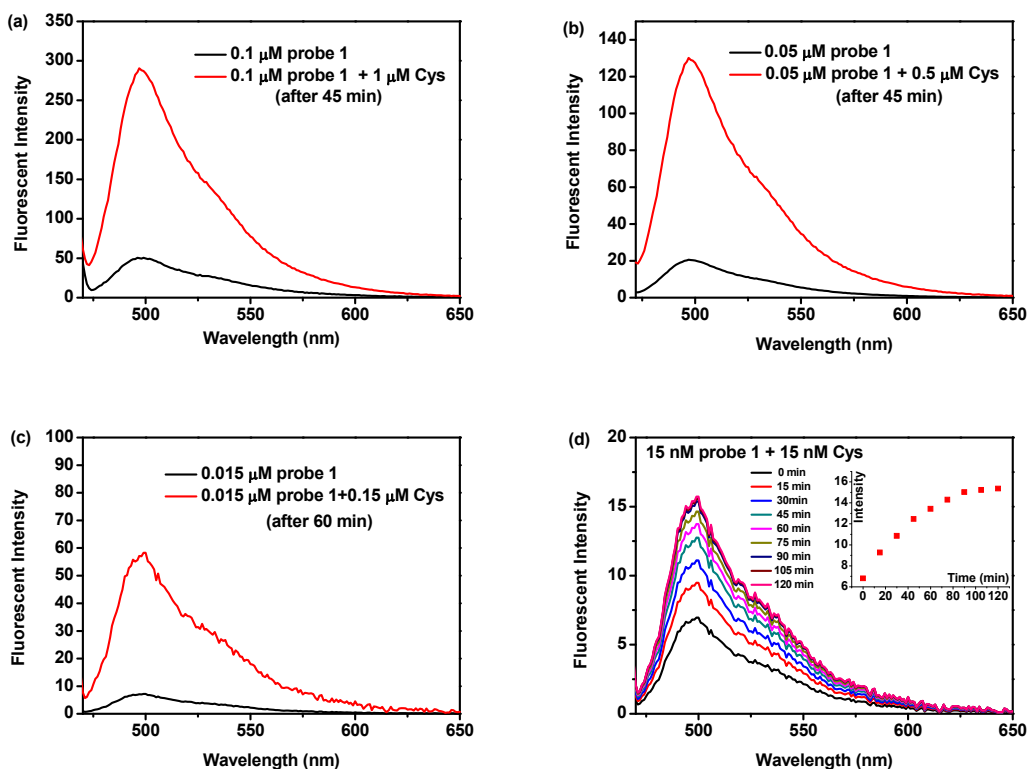 (a)
0.1 μM probe 1
0.1 μM probe 1 + 1 μM Cys
(after 45 min)
Fluorescent Intensity
350
300
250
200
150
100
50
0
500
550
600
650
Wavelength (nm)
(b)
0.05 μM probe 1
0.05 μM probe 1 + 0.5 μM Cys
(after 45 min)
Fluorescent Intensity
140
120
100
80
60
40
20
0
500
550
600
650
Wavelength (nm)
(c)
0.015 μM probe 1
0.015 μM probe 1+0.15 μM Cys
(after 60 min)
Fluorescent Intensity
100
90
80
70
60
50
40
30
20
10
0
500
550
600
650
Wavelength (nm)
(d)
15 nM probe 1 + 15 nM Cys
0 min
15 min
30min
45 min
60 min
75 min
90 min
105 min
120 min
Intensity
16
14
12
10
8
6
Time (min)
0 20 40 60 80 100 120
Fluorescent Intensity
20
15
10
5
0
500
550
600
650
Wavelength (nm)